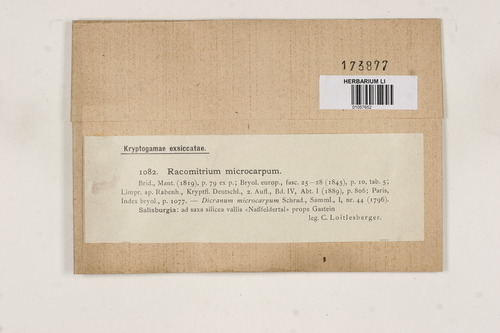 173877
HERBARIUM LI
01057652
Kryptogamae exsiccatae.
1082. Racomitrium microcarpum.
Brid., Mant. (1819), p. 79 ex p.; Bryol. europ., fasc. 25—28 (1845), p. 10, tab. 5;
Limpr. ap. Rabenh., Kryptfl. Deutschl., 2. Aufl., Bd. IV, Abt. I (1889), p. 806; Paris,
Index bryol., p. 1077. — Dicranum microcarpum Schrad., Samml., I, nr. 44 (1796).
Salisburgia: ad saxa silicea vallis «Naßfeldertal» prope Gastein
leg. C. Loitlesberger.